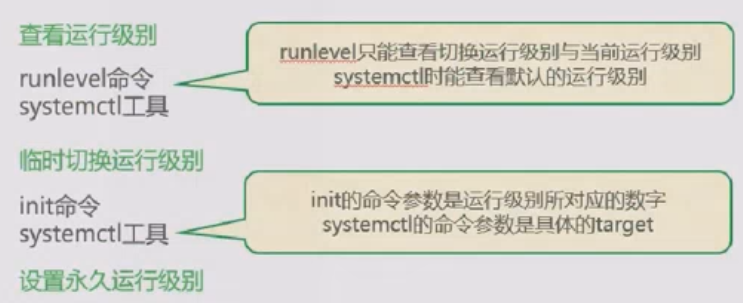 查看运行级别
runlevel命令
systemctl工具
runlevel只能查看切换运行级别与当前运行级别
systemctl时能查看默认的运行级别
临时切换运行级别
init命令
systemctl工具
init的命令参数是运行级别所对应的数字
systemctl的命令参数是具体的target
设置永久运行级别